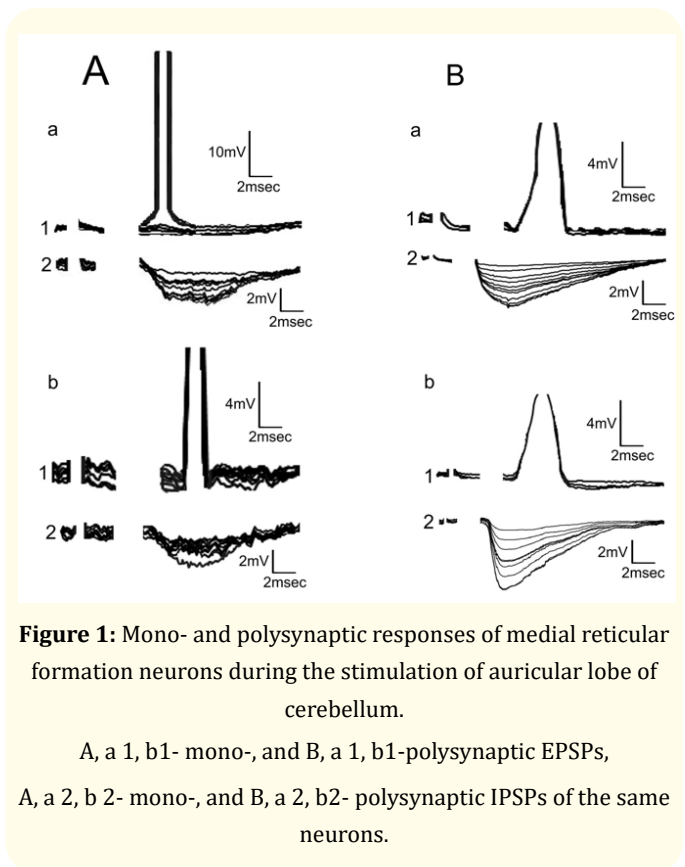 A
B
a
10mV
2msec
1
2
2mV
2msec
a
4mV
2msec
1
2
2mV
2msec
b
4mV
2msec
1
2
2mV
2msec
b
4mV
2msec
1
2
2mV
2msec
Figure 1: Mono- and polysynaptic responses of medial reticular
formation neurons during the stimulation of auricular lobe of
cerebellum.
A, a 1, b1- mono-, and B, a 1, b1-polysynaptic EPSPs,
A, a 2, b 2- mono-, and B, a 2, b2- polysynaptic IPSPs of the same
neurons.